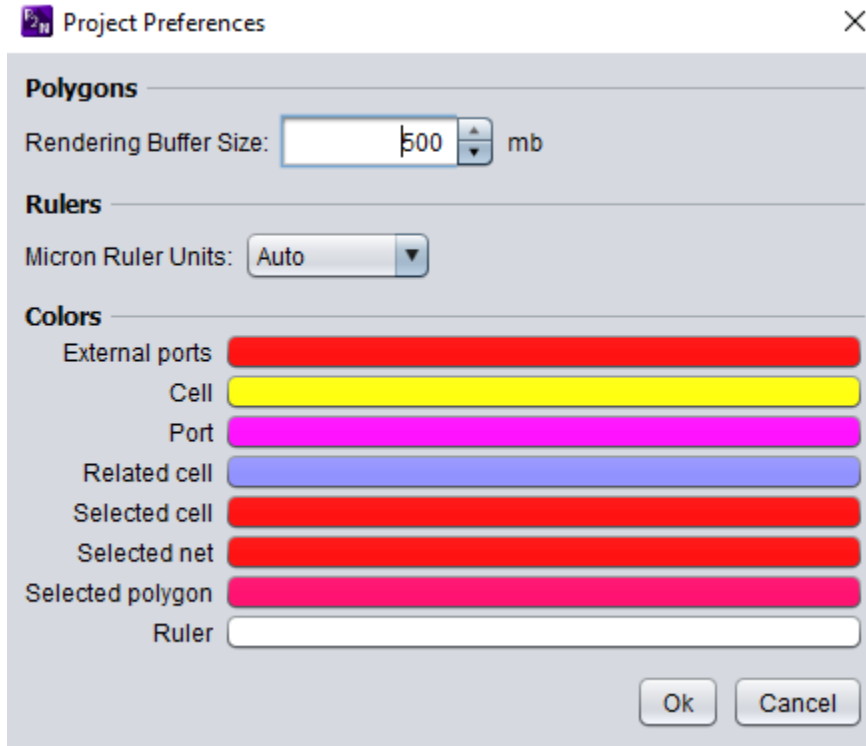 P2N Project Preferences
Polygons
Rendering Buffer Size: 500 mb
Rulers
Micron Ruler Units: Auto
Colors
External ports
Cell
Port
Related cell
Selected cell
Selected net
Selected polygon
Ruler
Ok Cancel